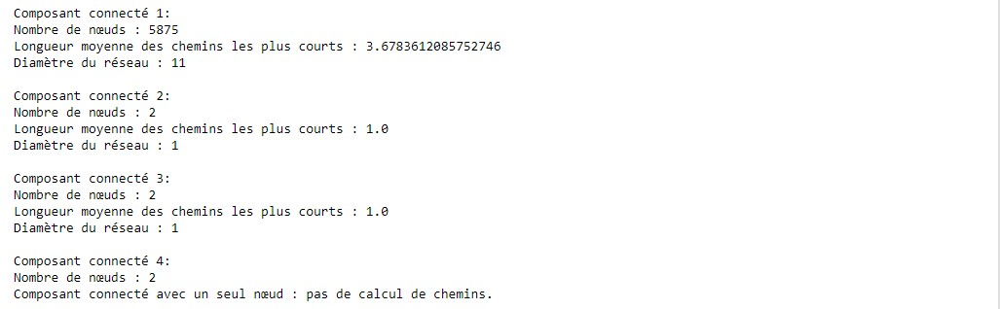 Composant connecté 1:
Nombre de nœuds : 5875
Longueur moyenne des chemins les plus courts : 3.6783612085752746
Diamètre du réseau : 11
Composant connecté 2:
Nombre de nœuds : 2
Longueur moyenne des chemins les plus courts : 1.0
Diamètre du réseau : 1
Composant connecté 3:
Nombre de nœuds : 2
Longueur moyenne des chemins les plus courts : 1.0
Diamètre du réseau : 1
Composant connecté 4:
Nombre de nœuds : 2
Composant connecté avec un seul nœud : pas de calcul de chemins.